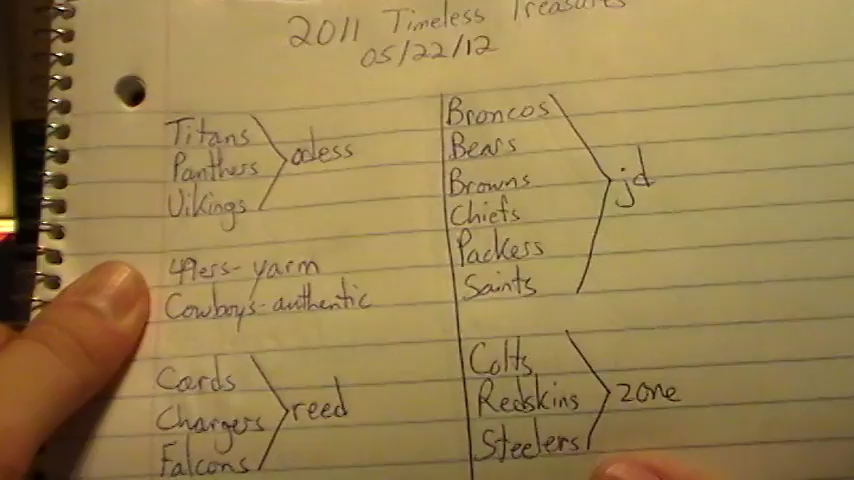 2011 Timeless Treasures
05/22/12
Titans
Panthers
odess
Vikings
49ers- yarm
Cowboys- authentic
Cards
Chargers
reed
Falcons
Broncos
Bears
Browns
jd
Chiefs
Packers
Saints
Colts
Redskins
zone
Steelers